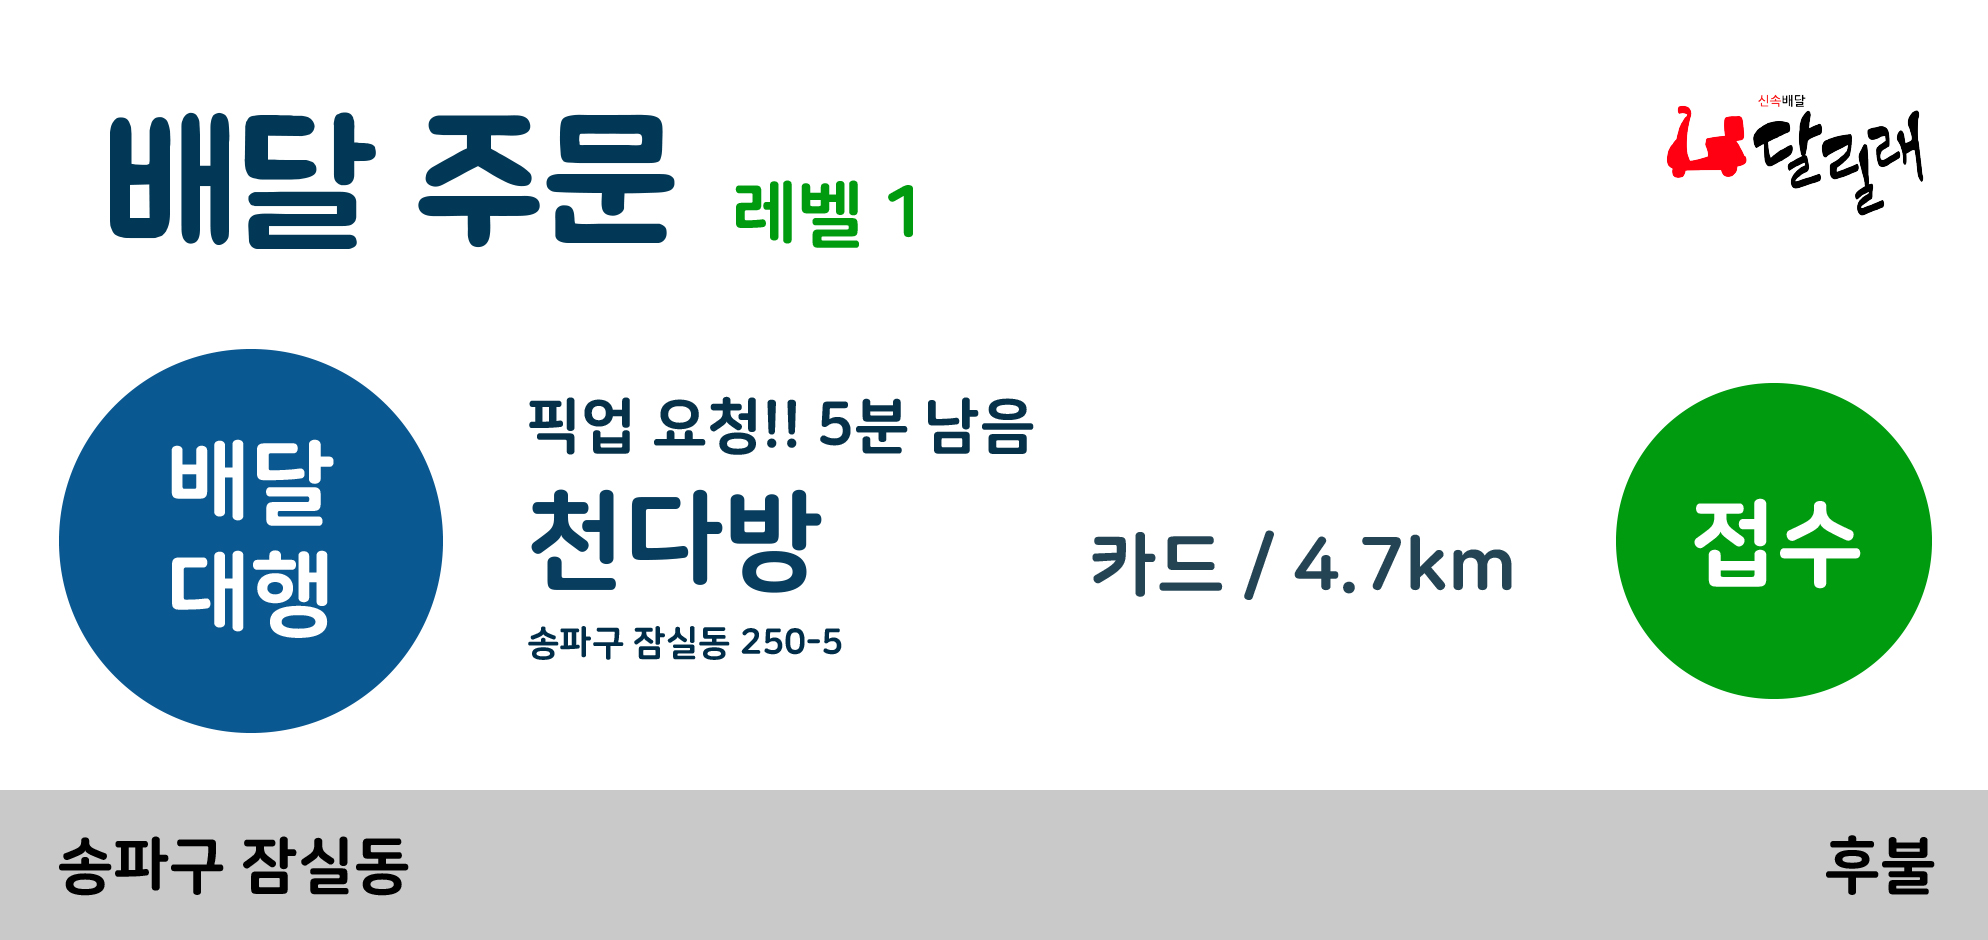 배달 주문 레벨 1
신속배달
달릴래
배달
대행
픽업 요청!! 5분 남음
천다방
송파구 잠실동 250-5
카드 / 4.7km
접수
송파구 잠실동
후불